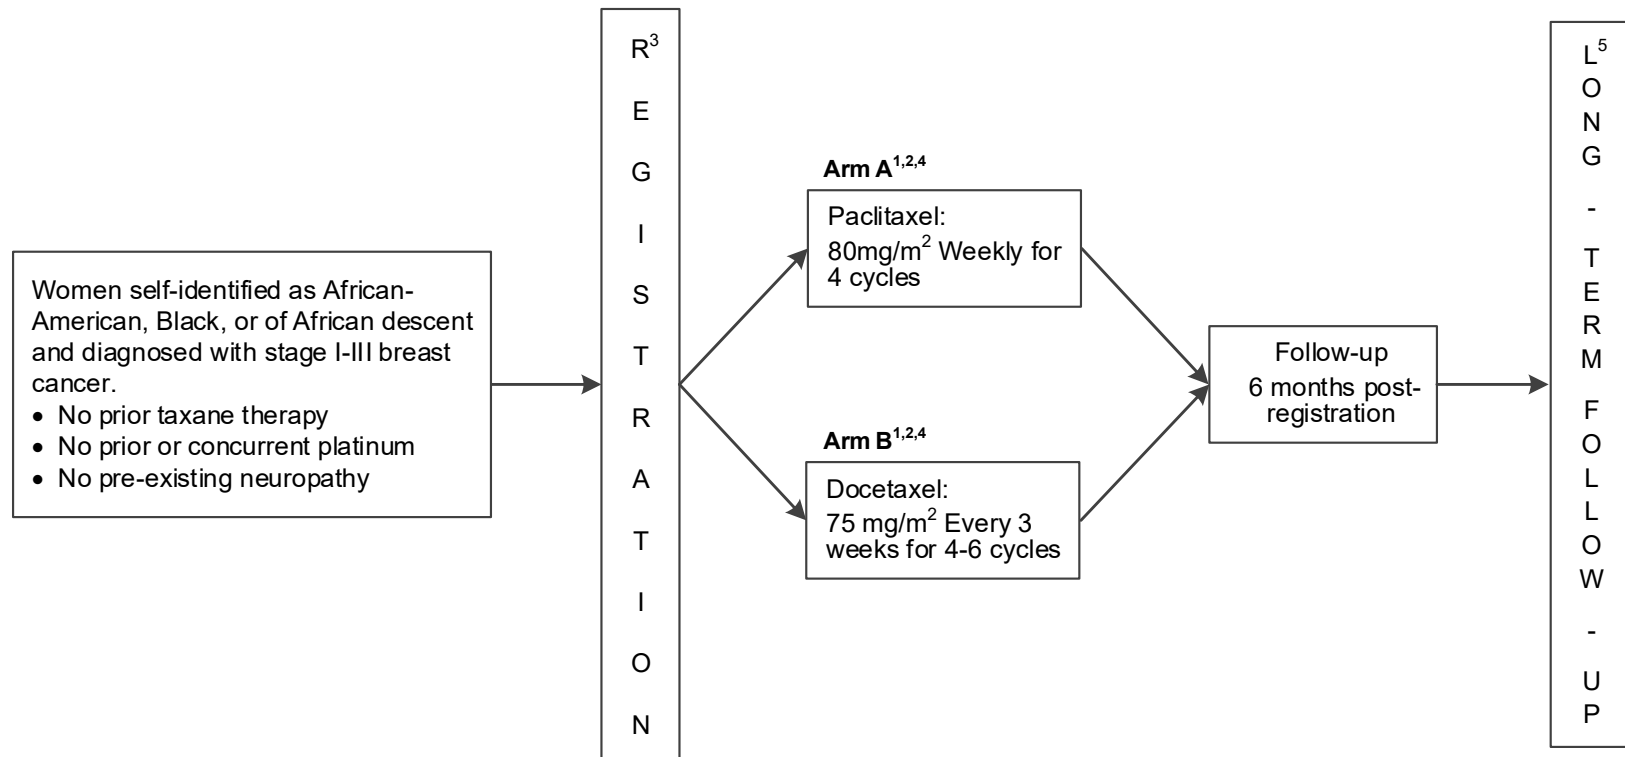 Women self-identified as African-
American, Black, or of African descent
and diagnosed with stage I-III breast
cancer.
• No prior taxane therapy
• No prior or concurrent platinum
• No pre-existing neuropathy
R³
E
G
I
S
T
R
A
T
I
O
N
Arm A¹,²,⁴
Paclitaxel:
80mg/m² Weekly for
4 cycles
Arm B¹,²,⁴
Docetaxel:
75 mg/m² Every 3
weeks for 4-6 cycles
Follow-up
6 months post-
registration
L⁵
O
N
G
-
T
E
R
M
F
O
L
L
O
W
-
U
P